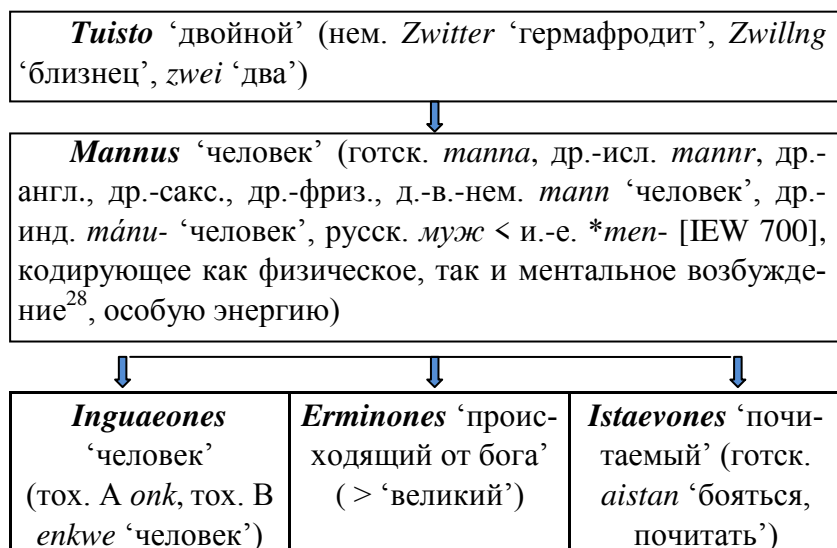 Tuisto ‘двойной’ (нем. Zwitter ‘гермафродит’, Zwillng
‘близнец’, zwei ‘два’)
Mannus ‘человек’ (готск. manna, др.-исл. mannr, др.-
англ., др.-сакс., др.-фриз., д.-в.-нем. mann ‘человек’, др.-
инд. mánu- ‘человек’, русск. муж < и.-е. *men- [IEW 700],
кодирующее как физическое, так и ментальное возбужде-
ние²⁸, особую энергию)
Inguaeones
‘человек’
(тох. А onk, тох. В
enkwe ‘человек’)
Erminones ‘проис-
ходящий от бога’
( > ‘великий’)
Istaevones ‘почи-
таемый’ (готск.
aistan ‘бояться,
почитать’)